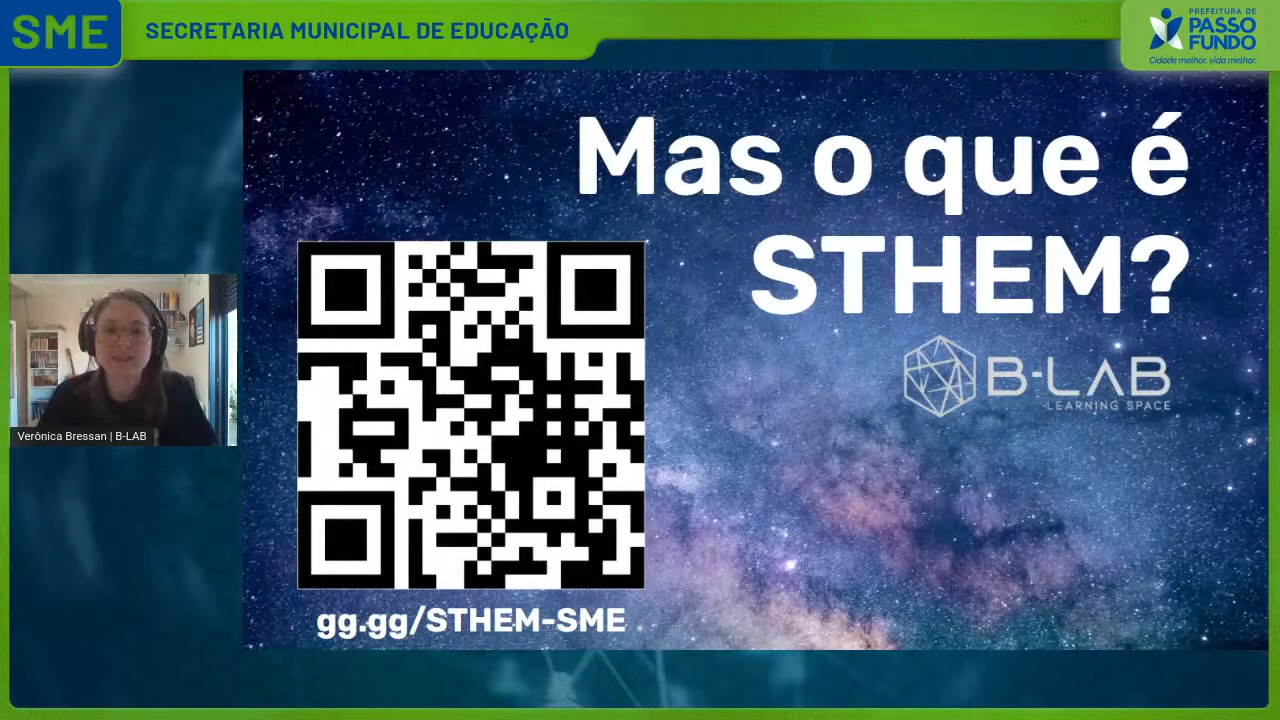 SME
SECRETARIA MUNICIPAL DE EDUCAÇÃO
PREFEITURA DE
PASSO
FUNDO
Cidade melhor, vida melhor.
Mas o que é
STHEM?
B-LAB
LEARNING SPACE
Verônica Bressan | B-LAB
gg.gg/STHEM-SME